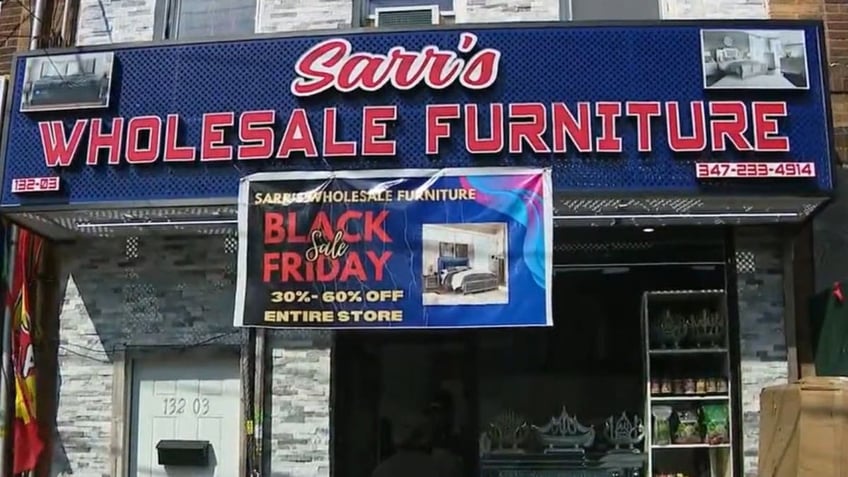 Sarr's
WHOLESALE FURNITURE
132-03
347-233-4914
SARR'S WHOLESALE FURNITURE
BLACK
Sale
FRIDAY
30%- 60% OFF
ENTIRE STORE
132 03